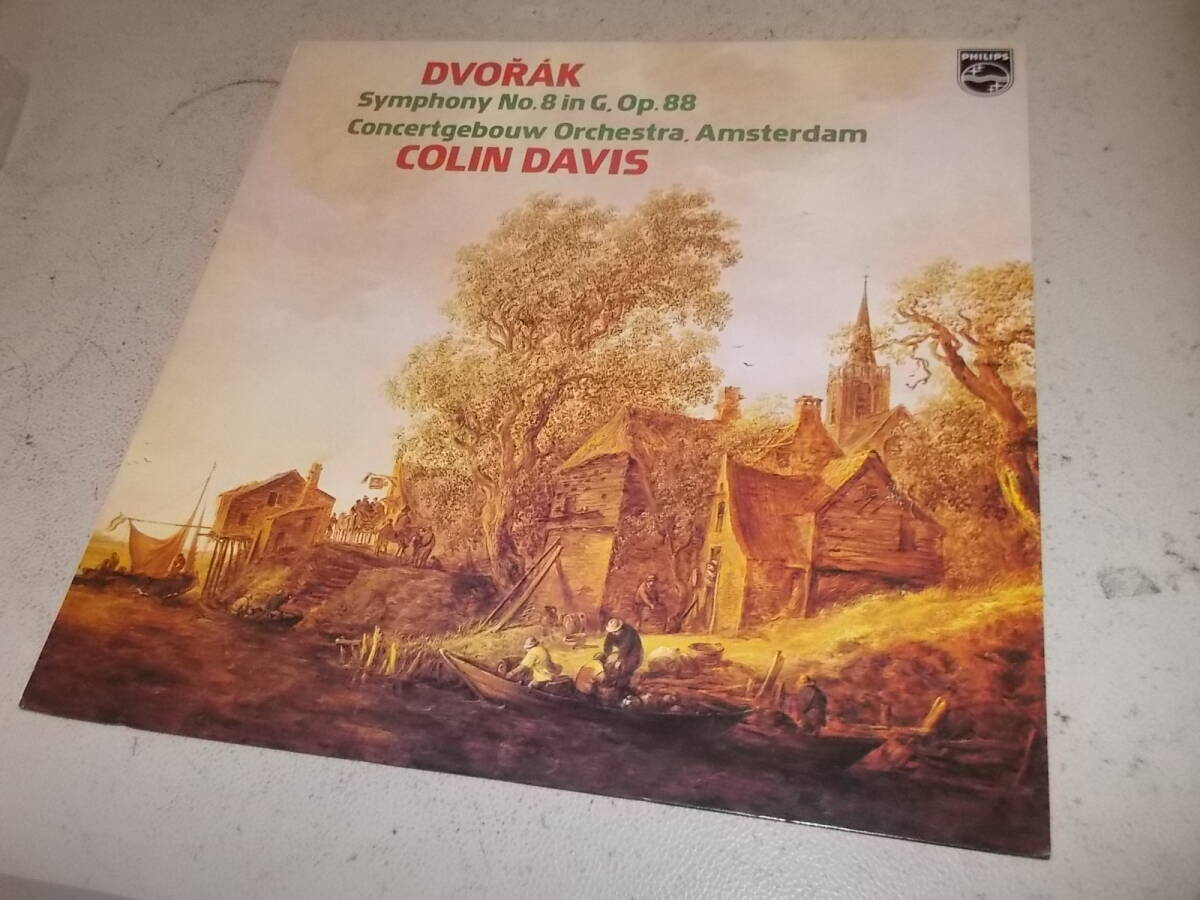 DVOŘÁK
Symphony No. 8 in G, Op. 88
Concertgebouw Orchestra, Amsterdam
COLIN DAVIS
PHILIPS